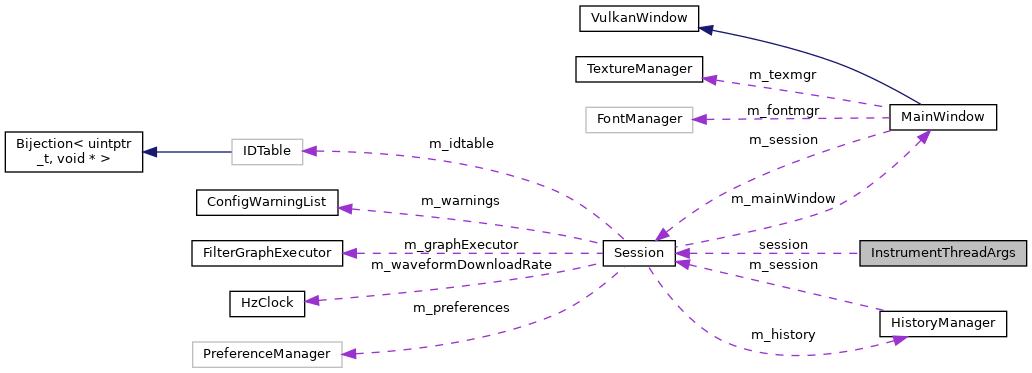 VulkanWindow
TextureManager
m_texmgr
FontManager
m_fontmgr
MainWindow
m_session
Bijection< uintptr
_t, void * >
IDTable
m_idtable
m_mainWindow
ConfigWarningList
m_warnings
FilterGraphExecutor
m_graphExecutor
Session
session
InstrumentThreadArgs
m_waveformDownloadRate
m_session
HzClock
m_preferences
HistoryManager
m_history
PreferenceManager